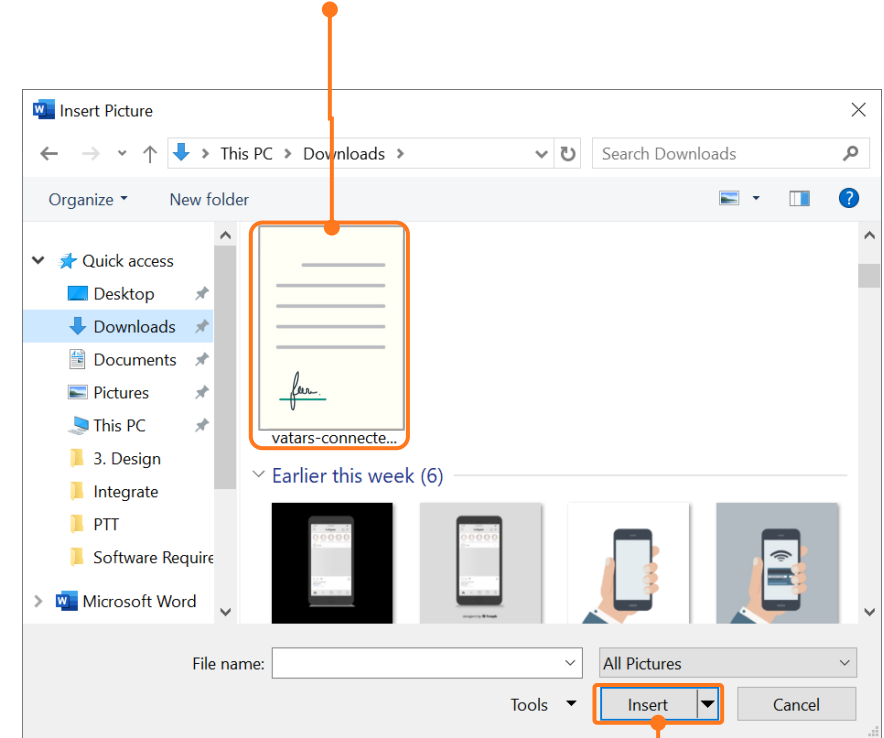 Insert Picture
This PC > Downloads >
Search Downloads
Organize
New folder
Quick access
Desktop
Downloads
Documents
Pictures
This PC
3. Design
Integrate
PTT
Software Require
Microsoft Word
vatars-connecte...
Earlier this week (6)
File name:
All Pictures
Tools
Insert
Cancel